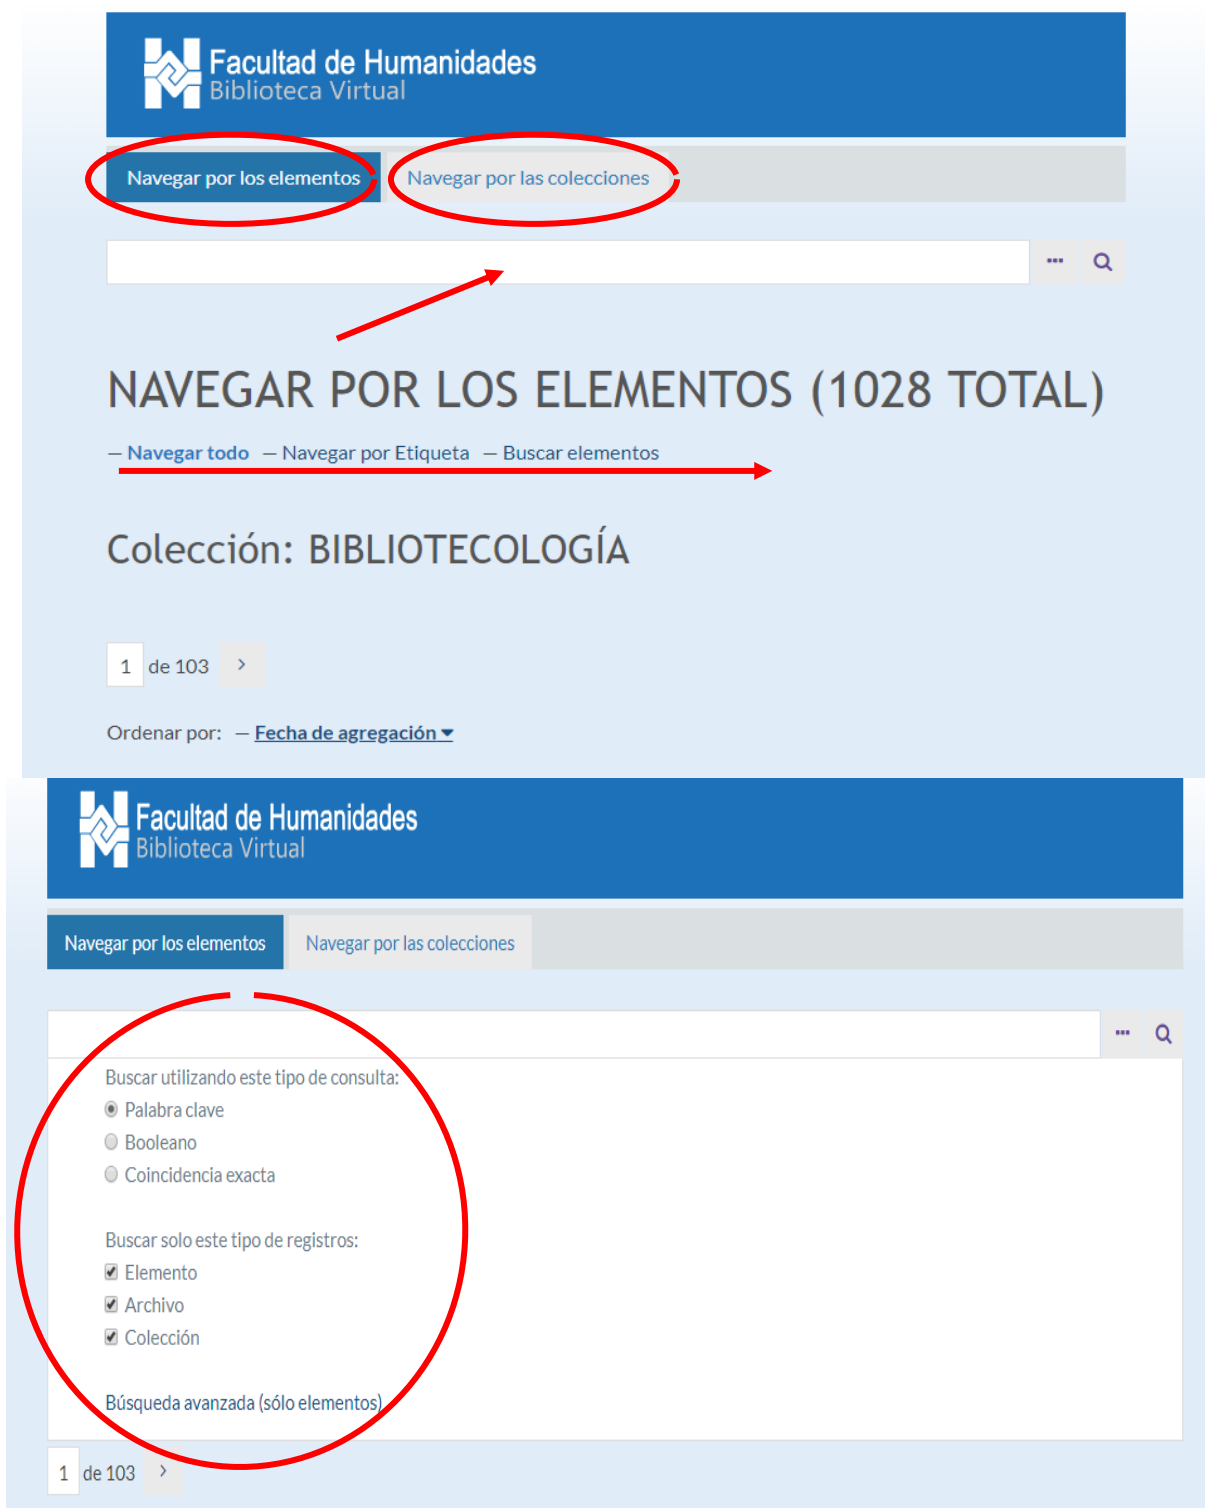 Facultad de Humanidades
Biblioteca Virtual
Navegar por los elementos Navegar por las colecciones
NAVEGAR POR LOS ELEMENTOS (1028 TOTAL)
— Navegar todo — Navegar por Etiqueta — Buscar elementos
Colección: BIBLIOTECOLOGÍA
1 de 103 >
Ordenar por: — Fecha de agregación
Facultad de Humanidades
Biblioteca Virtual
Navegar por los elementos Navegar por las colecciones
Buscar utilizando este tipo de consulta:
Palabra clave
Booleano
Coincidencia exacta
Buscar solo este tipo de registros:
Elemento
Archivo
Colección
Búsqueda avanzada (sólo elementos)
1 de 103 >